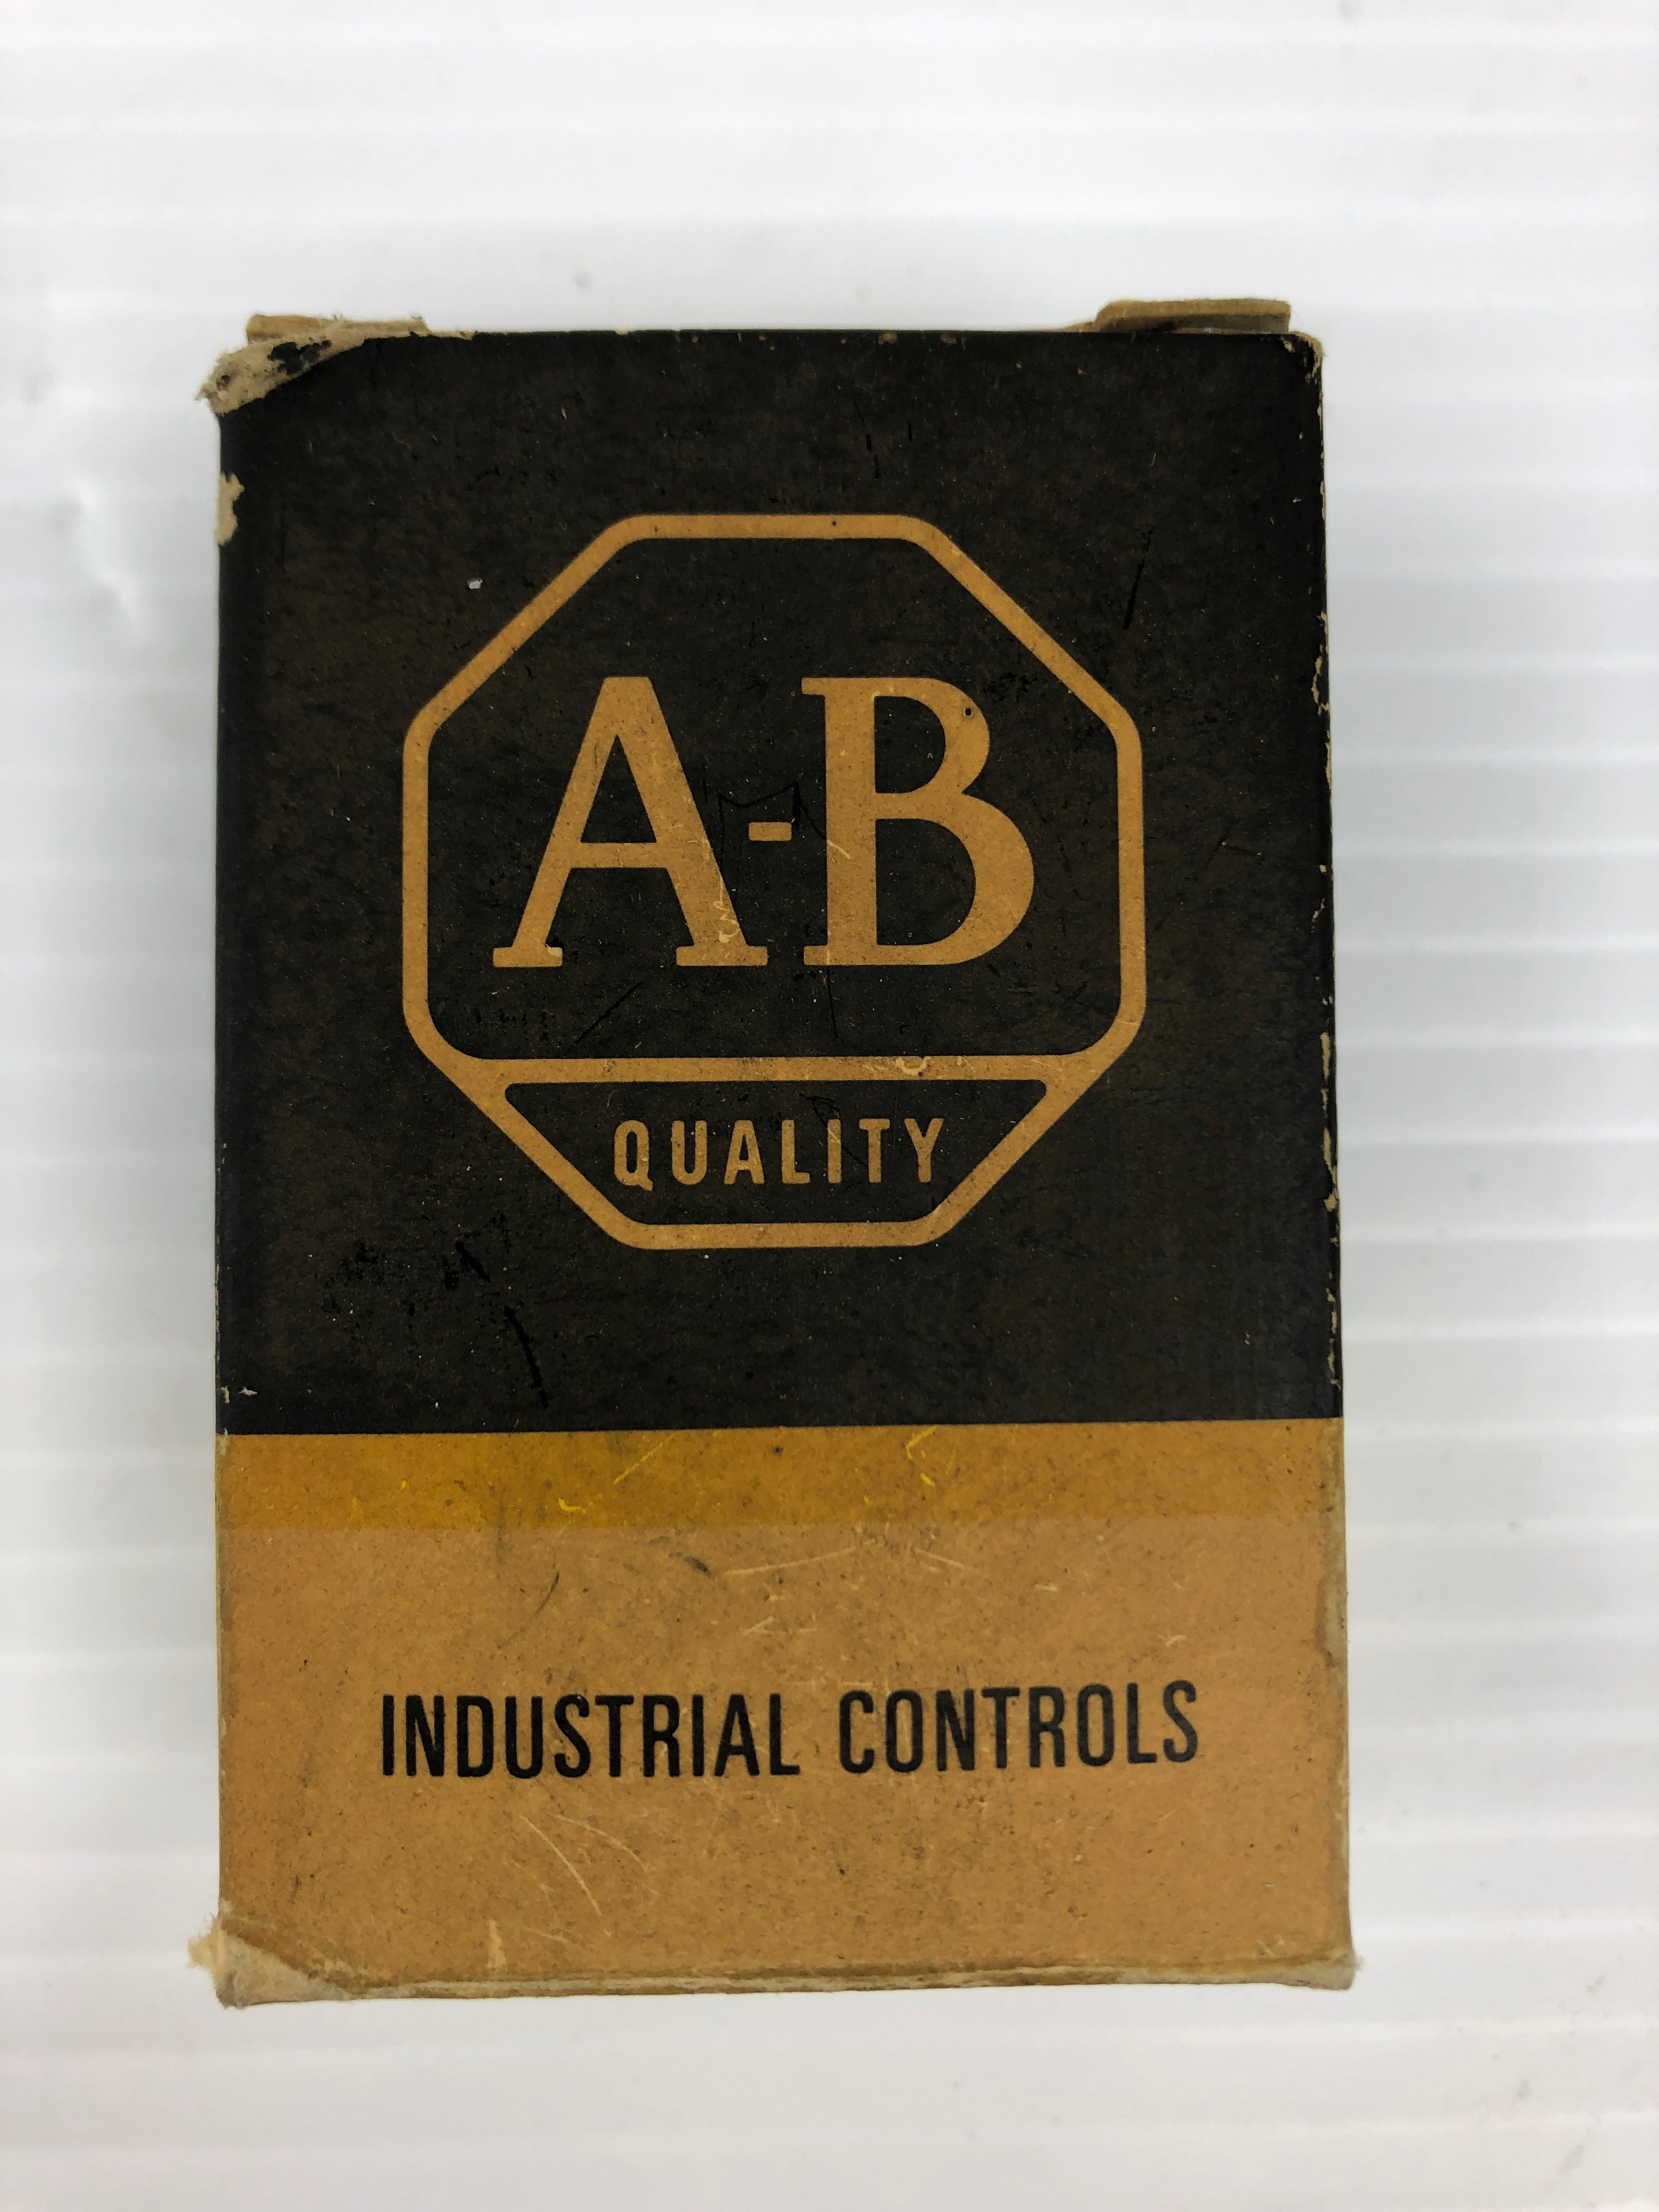 A-B
QUALITY
INDUSTRIAL CONTROLS